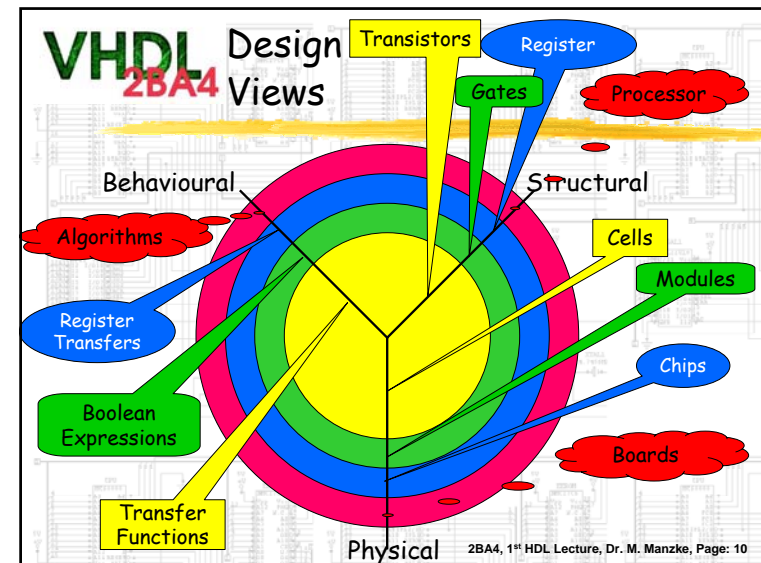 VHDL
2BA4
Design
Views
Transistors
Register
Gates
Processor
Behavioural
Structural
Algorithms
Cells
Modules
Register
Transfers
Chips
Boolean
Expressions
Boards
Transfer
Functions
Physical
2BA4, 1st HDL Lecture, Dr. M. Manzke, Page: 10